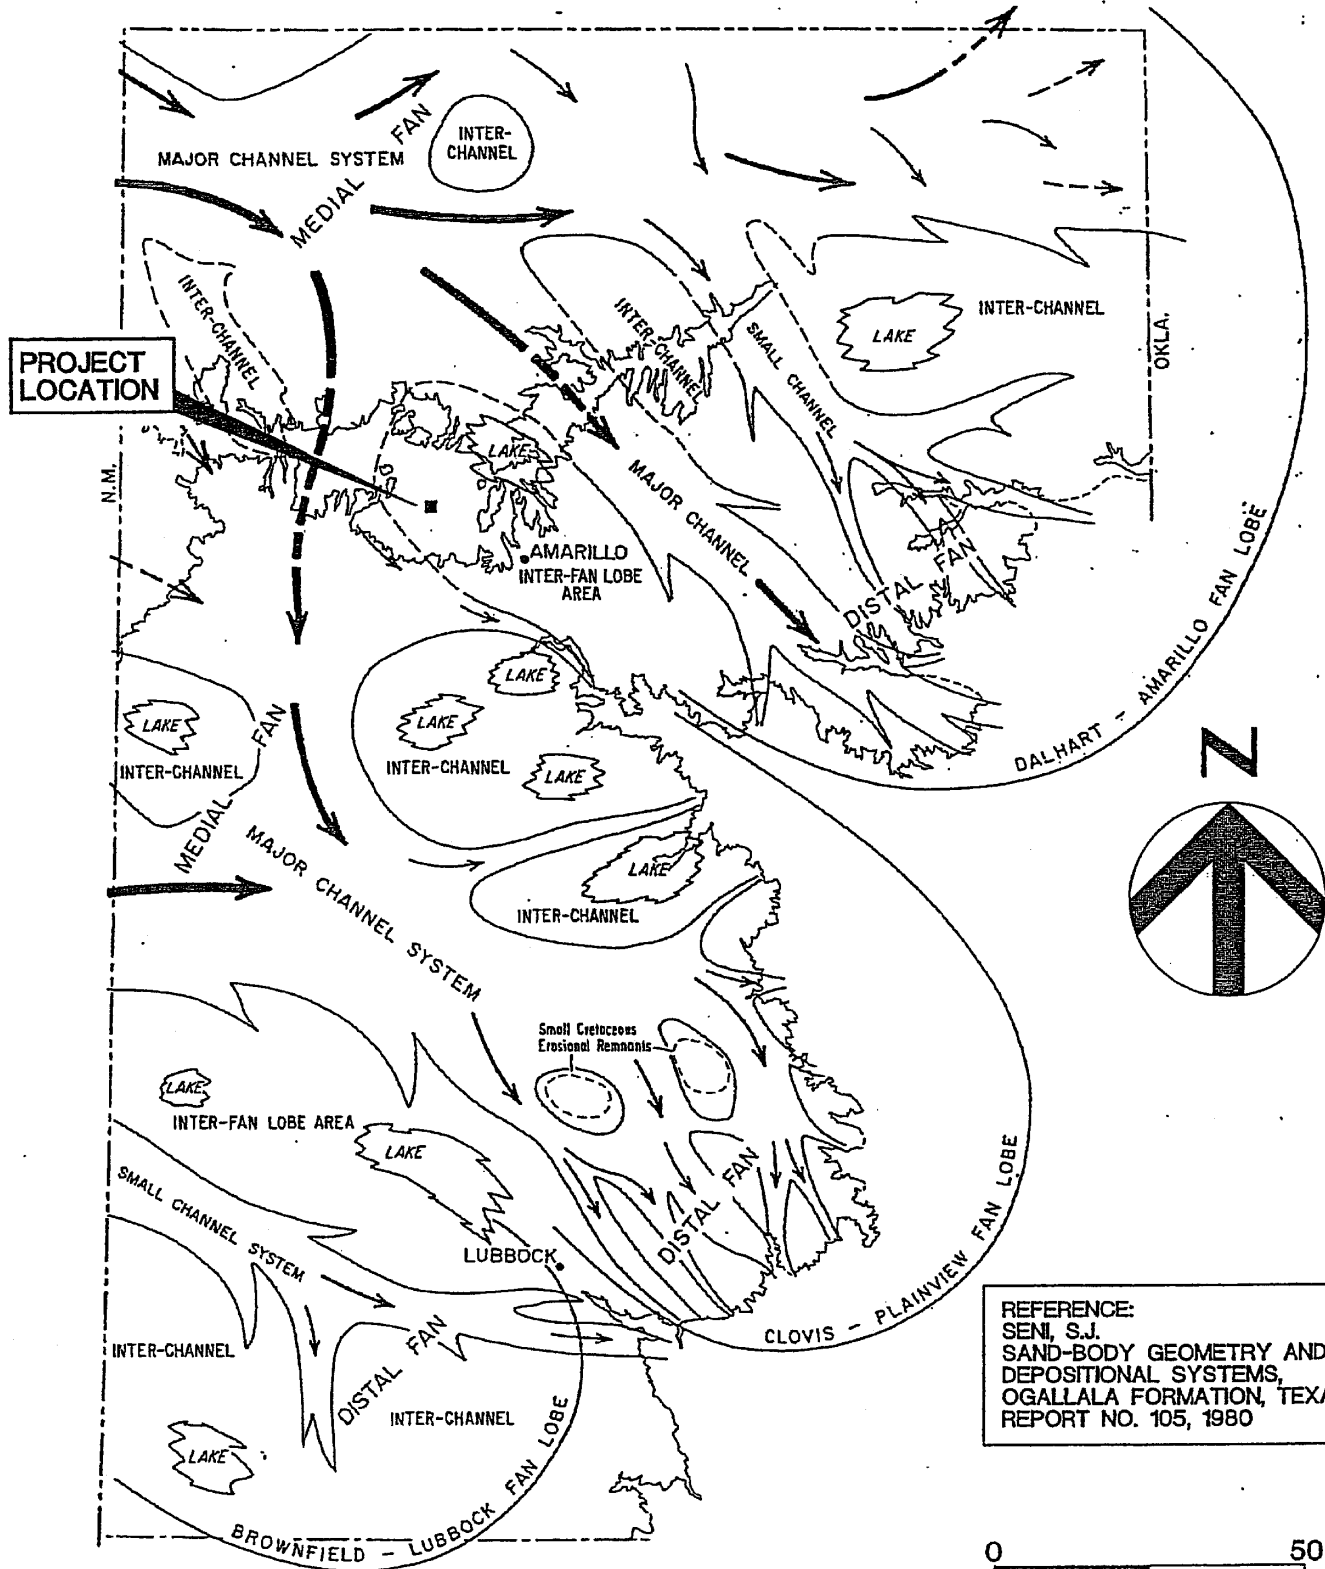 FAN
INTER-
CHANNEL
MAJOR CHANNEL SYSTEM
MEDIAL
INTER-CHANNEL
INTER-CHANNEL
SMALL CHANNEL
INTER-CHANNEL
LAKE
OKLA.
PROJECT
LOCATION
N.M.
LAKE
MAJOR CHANNEL
AMARILLO
INTER-FAN LOBE
AREA
DISTAL FAN
DALHART - AMARILLO FAN LOBE
LAKE
LAKE
LAKE
INTER-CHANNEL
INTER-CHANNEL
LAKE
MEDIAL FAN
N
MAJOR CHANNEL SYSTEM
LAKE
INTER-CHANNEL
Small Cretaceous
Erosional Remnants
LAKE
INTER-FAN LOBE AREA
LAKE
SMALL CHANNEL SYSTEM
DISTAL FAN
LUBBOCK
CLOVIS - PLAINVIEW FAN LOBE
INTER-CHANNEL
DISTAL FAN
INTER-CHANNEL
LAKE
BROWNFIELD - LUBBOCK FAN LOBE
REFERENCE:
SENI, S.J.
SAND-BODY GEOMETRY AND
DEPOSITIONAL SYSTEMS,
OGALLALA FORMATION, TEXA
REPORT NO. 105, 1980
0 50